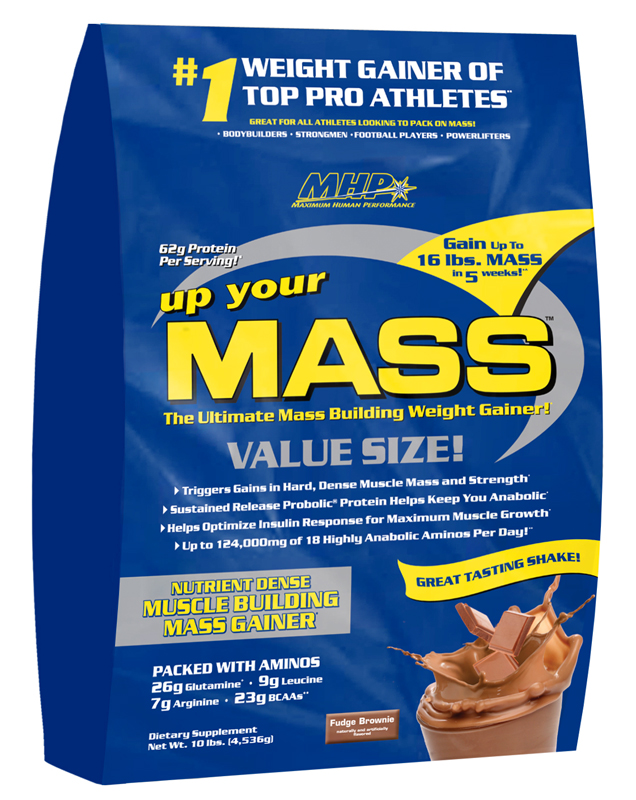 #1 WEIGHT GAINER OF
TOP PRO ATHLETES**
GREAT FOR ALL ATHLETES LOOKING TO PACK ON MASS!
• BODYBUILDERS • STRONGMEN • FOOTBALL PLAYERS • POWERLIFTERS
MHP
MAXIMUM HUMAN PERFORMANCE
62g Protein
Per Serving!*
Gain Up To
16 lbs. MASS
in 5 weeks!**
up your
MASS™
The Ultimate Mass Building Weight Gainer!
VALUE SIZE!
Triggers Gains in Hard, Dense Muscle Mass and Strength*
Sustained Release Probolic® Protein Helps Keep You Anabolic*
Helps Optimize Insulin Response for Maximum Muscle Growth*
Up to 124,000mg of 18 Highly Anabolic Aminos Per Day!**
GREAT TASTING SHAKE!
NUTRIENT DENSE
MUSCLE BUILDING
MASS GAINER*
PACKED WITH AMINOS
26g Glutamine* • 9g Leucine
7g Arginine • 23g BCAAs**
Fudge Brownie
naturally and artificially
flavored
Dietary Supplement
Net Wt. 10 lbs. (4,536g)